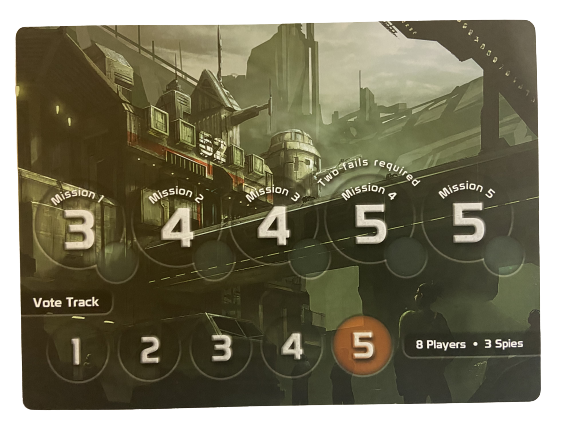 Two fails required
Mission 1 Mission 2 Mission 3 Mission 4 Mission 5
3 4 4 5 5
Vote Track
1 2 3 4 5
8 Players • 3 Spies